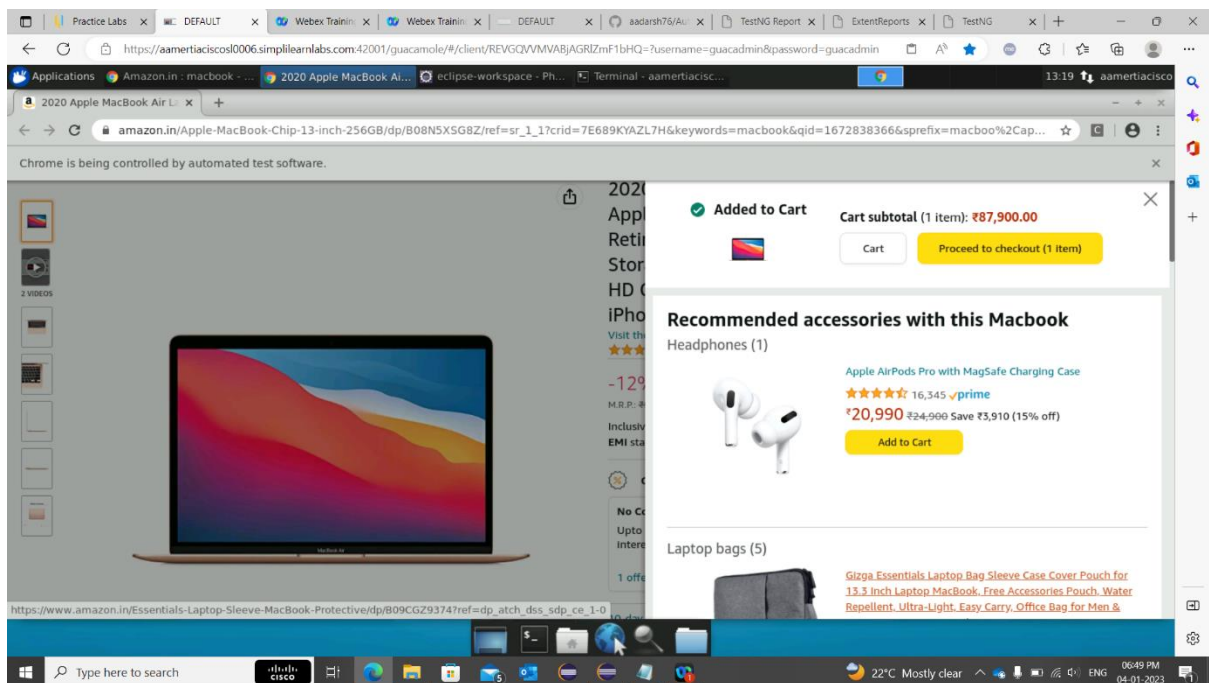 Practice Labs
DEFAULT
Webex Trainin
Webex Trainin
DEFAULT
aadarsh76/Au
TestNG Report
ExtentReports
TestNG
https://aamertiaciscosl0006.simplilearnlabs.com:42001/guacamole/#/client/REVGQVVMVABjAGRlZmF1bHQ=?username=guacadmin&password=guacadmin
Applications
Amazon.in : macbook - ...
2020 Apple MacBook Ai...
eclipse-workspace - Ph...
Terminal - aamertiacisc...
13:19
aamertiacisco
2020 Apple MacBook Air L
amazon.in/Apple-MacBook-Chip-13-inch-256GB/dp/B08N5XSG8Z/ref=sr_1_1?crid=7E689KYAZL7H&keywords=macbook&qid=1672838366&sprefix=macboo%2Cap...
Chrome is being controlled by automated test software.
2 VIDEOS
MacBook Air
2020
Appl
Retin
Stor
HD
iPho
Visit th
-12%
M.R.P.:
Inclusiv
EMI sta
No Co
Upto
Intere
1 offe
10 day
Added to Cart
Cart subtotal (1 item): ₹87,900.00
Cart
Proceed to checkout (1 item)
Recommended accessories with this Macbook
Headphones (1)
Apple AirPods Pro with MagSafe Charging Case
16,345 prime
₹20,990 ₹24,900 Save ₹3,910 (15% off)
Add to Cart
Laptop bags (5)
Gizga Essentials Laptop Bag Sleeve Case Cover Pouch for
13.3 Inch Laptop MacBook, Free Accessories Pouch, Water
Repellent, Ultra-Light, Easy Carry, Office Bag for Men &
https://www.amazon.in/Essentials-Laptop-Sleeve-MacBook-Protective/dp/B09CGZ9374?ref=dp_atch_dss_sdp_ce_1-0
Type here to search
cisco
5
22°C Mostly clear
ENG
06:49 PM
04-01-2023
1